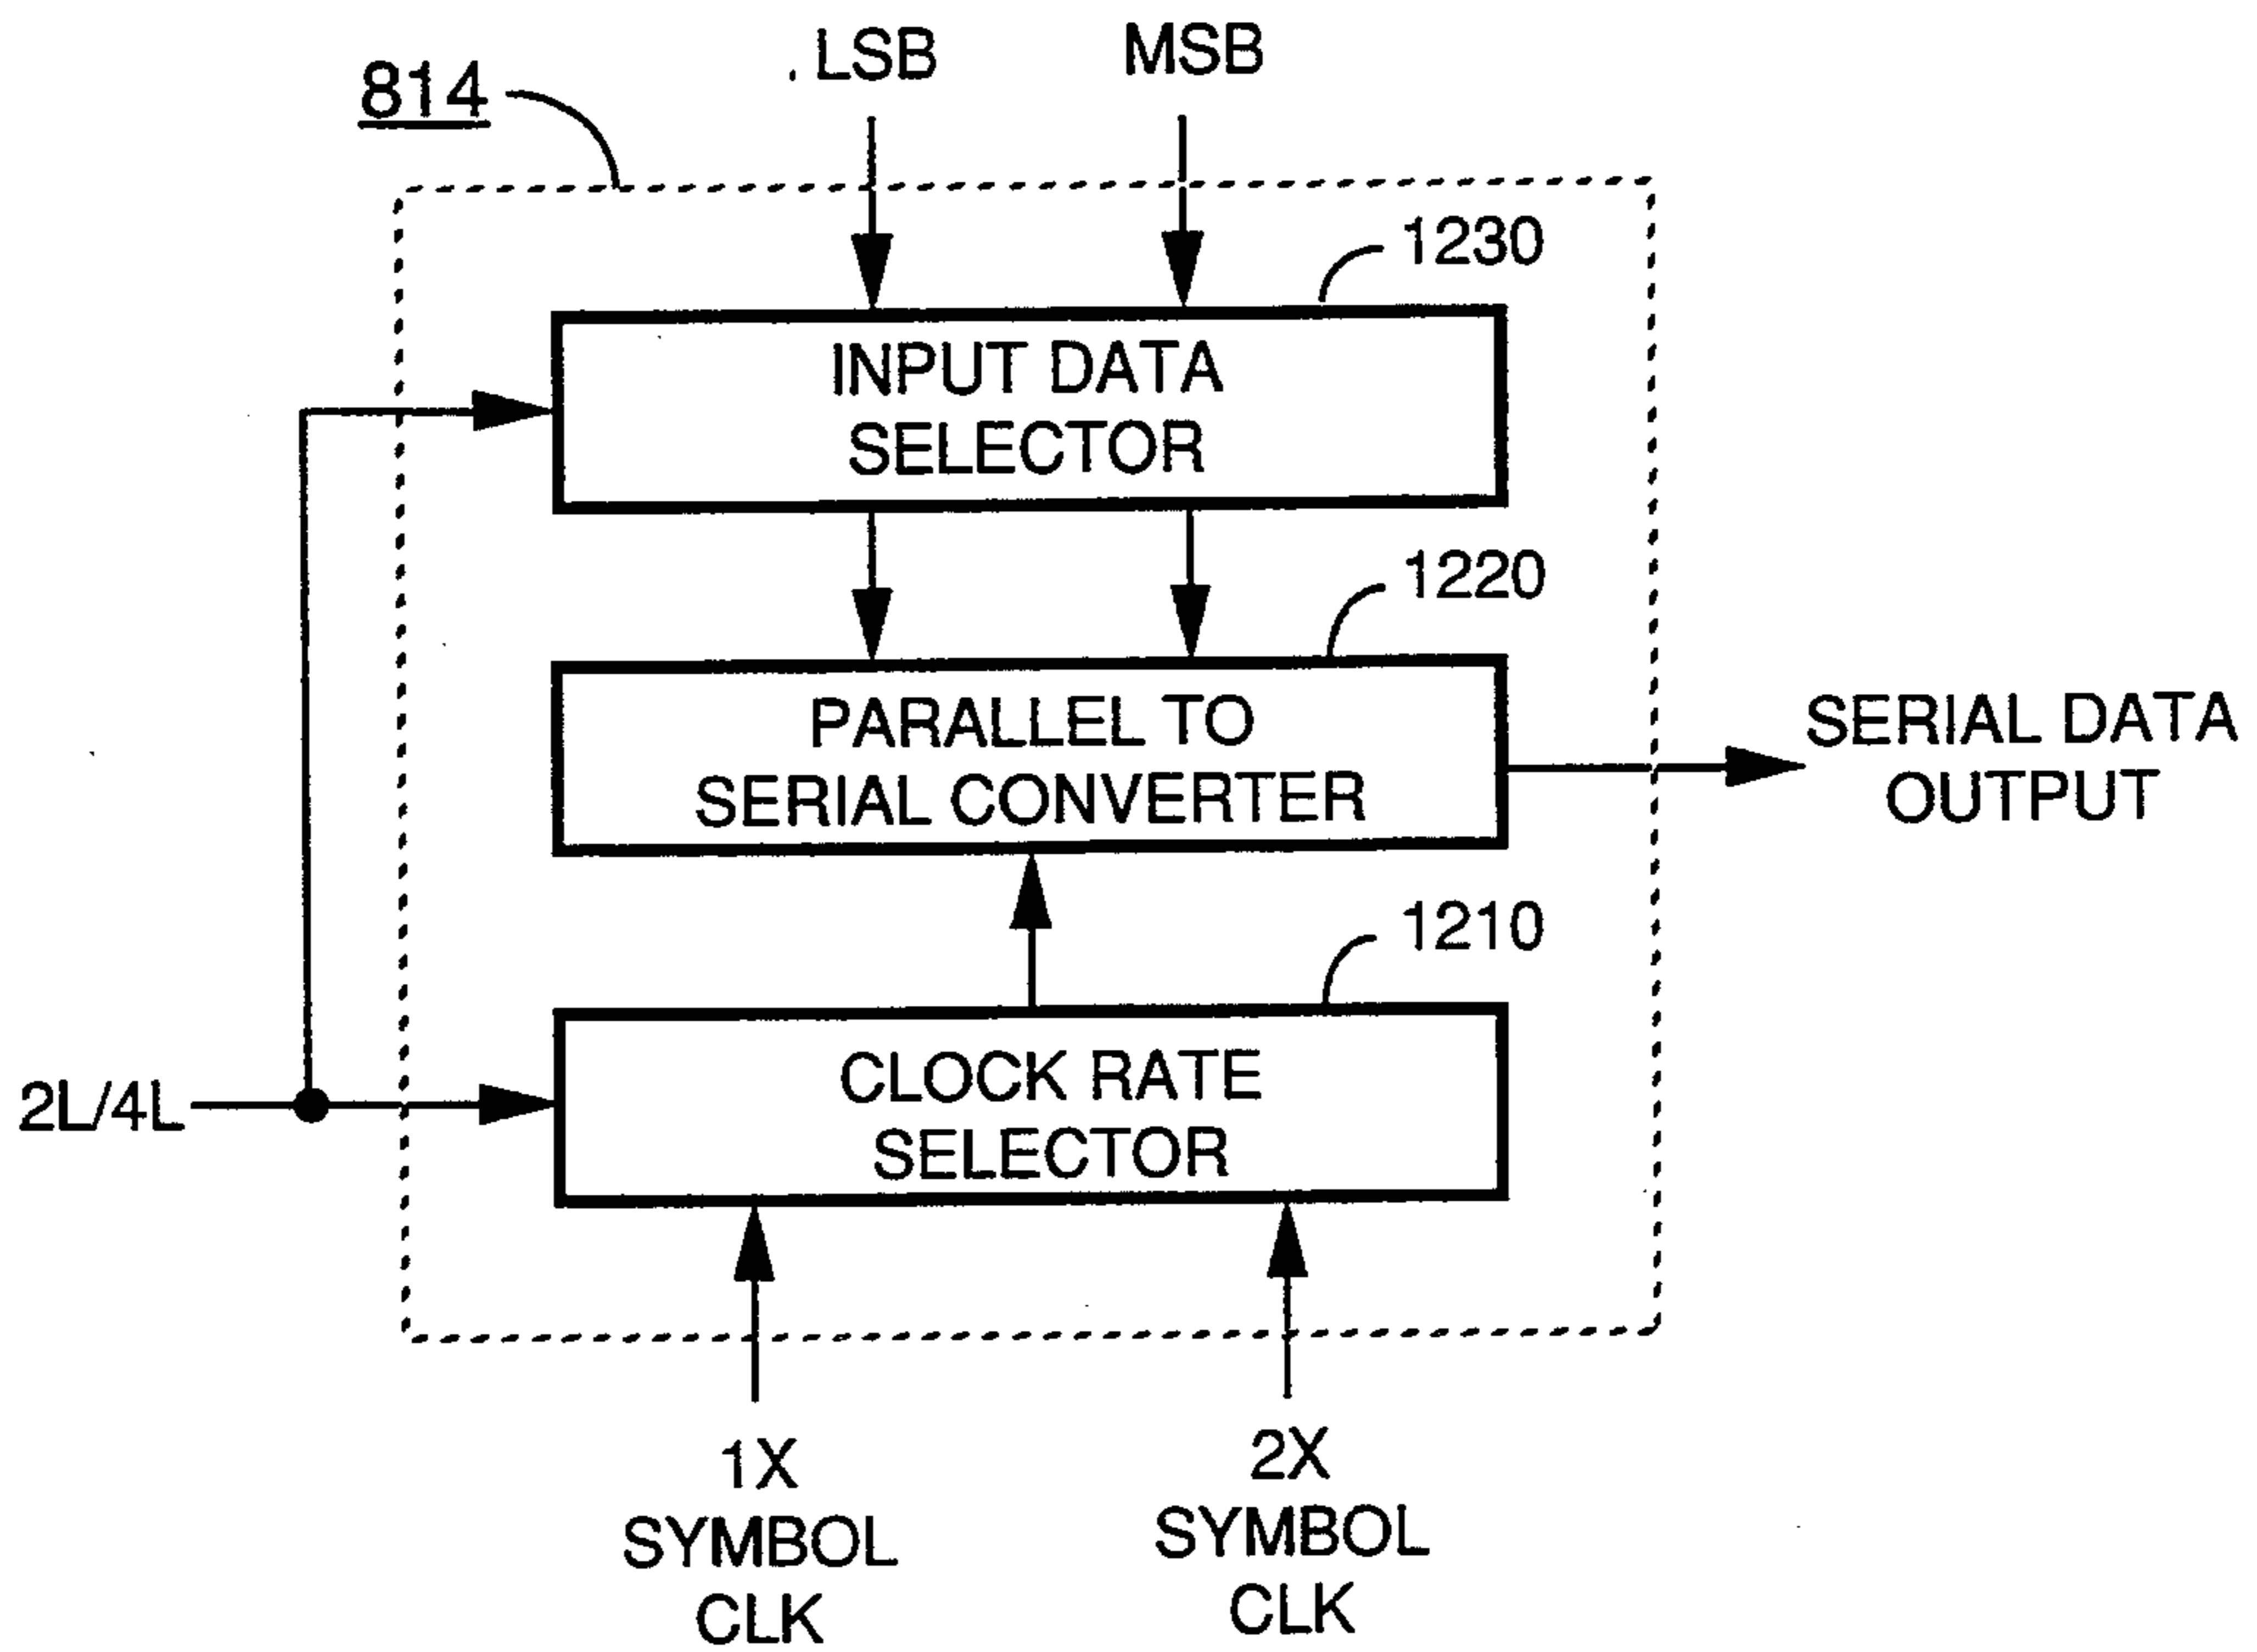 814
LSB
MSB
1230
INPUT DATA
SELECTOR
1220
PARALLEL TO
SERIAL CONVERTER
SERIAL DATA
OUTPUT
1210
2L/4L
CLOCK RATE
SELECTOR
1X
SYMBOL
CLK
2X
SYMBOL
CLK